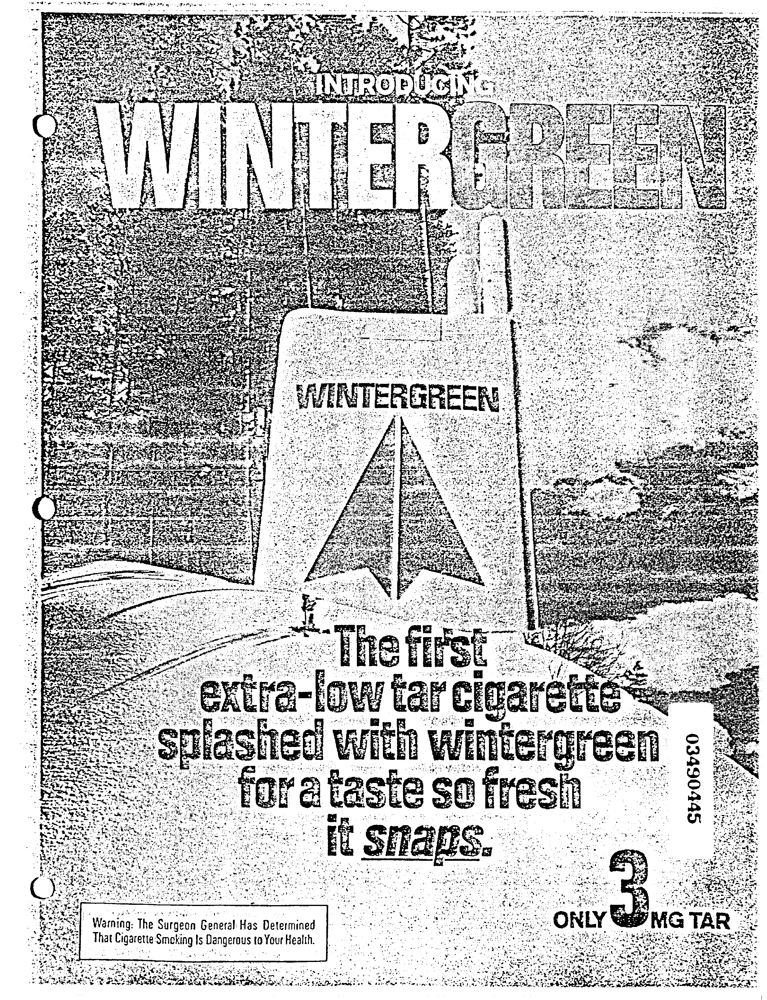 INTRODUCING
WINTERGREEN
WINTERGREEN
The first
extra-low tar cigarette
splashed with wintergreen
for a taste so fresh
it snaps.
03490445
ONLY 3 MG TAR
Warning: The Surgeon General Has Determined
That Cigarette Smoking Is Dangerous to Your Health.